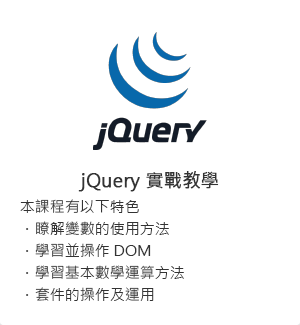 jQuery
jQuery 實戰教學
本課程有以下特色
．瞭解變數的使用方法
．學習並操作 DOM
．學習基本數學運算方法
．套件的操作及運用